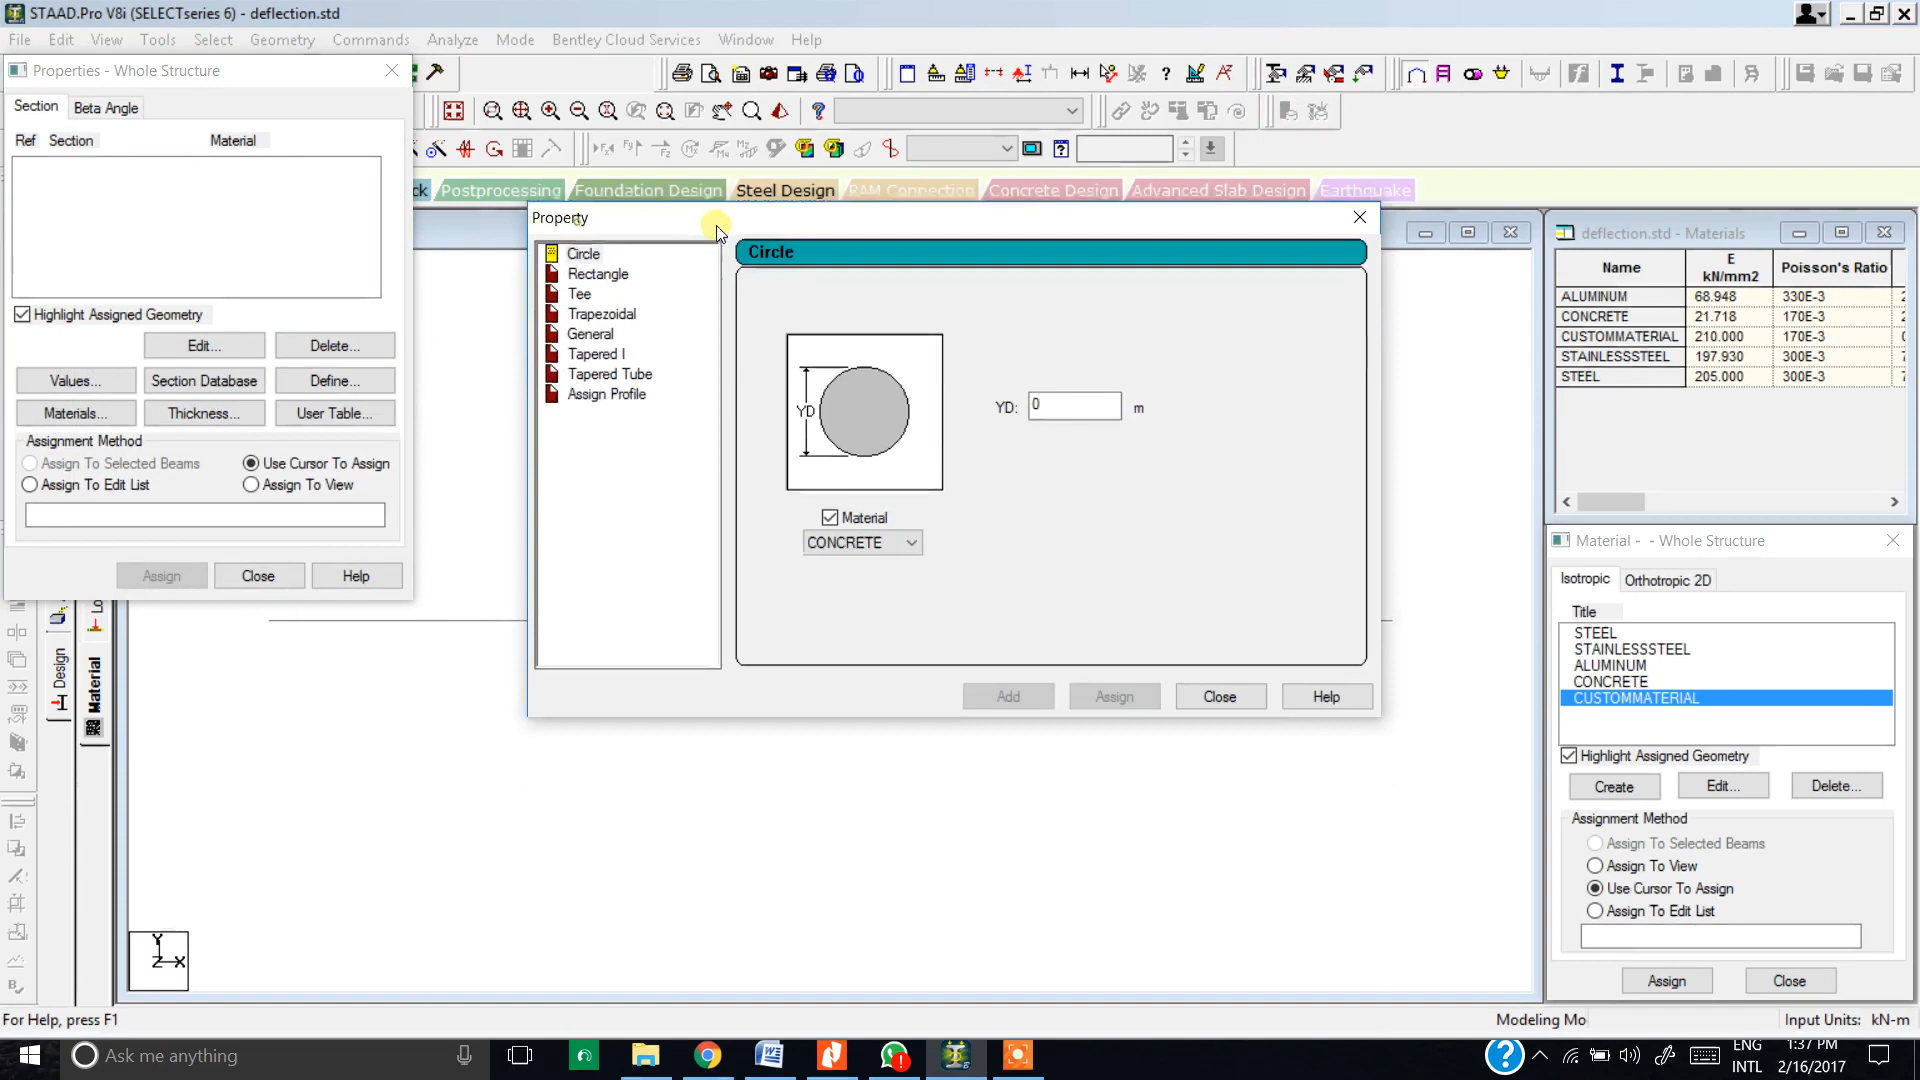 STAAD.Pro V8i (SELECTseries 6) - deflection.std
File Edit View Tools Select Geometry Commands Analyze Mode Bentley Cloud Services Window Help
Properties - Whole Structure
Section Beta Angle
Ref Section Material
Highlight Assigned Geometry
Edit... Delete...
Values... Section Database Define...
Materials... Thickness... User Table...
Assignment Method
Assign To Selected Beams Use Cursor To Assign
Assign To Edit List Assign To View
Assign Close Help
Postprocessing Foundation Design Steel Design RAM Connection Concrete Design Advanced Slab Design Earthquake
Property
Circle
Rectangle
Tee
Trapezoidal
General
Tapered I
Tapered Tube
Assign Profile
Circle
YD
YD: 0 m
Material
CONCRETE
Add Assign Close Help
deflection.std - Materials
Name E kN/mm2 Poisson's Ratio
ALUMINUM 68.948 330E-3
CONCRETE 21.718 170E-3
CUSTOMMATERIAL 210.000 170E-3
STAINLESSSTEEL 197.930 300E-3
STEEL 205.000 300E-3
Material - - Whole Structure
Isotropic Orthotropic 2D
Title
STEEL
STAINLESSSTEEL
ALUMINUM
CONCRETE
CUSTOMMATERIAL
Highlight Assigned Geometry
Create Edit... Delete...
Assignment Method
Assign To Selected Beams
Assign To View
Use Cursor To Assign
Assign To Edit List
Assign Close
Design
Material
Y
Z X
For Help, press F1
Modeling Mo
Input Units: kN-m
Ask me anything
ENG
INTL
1:37 PM
2/16/2017